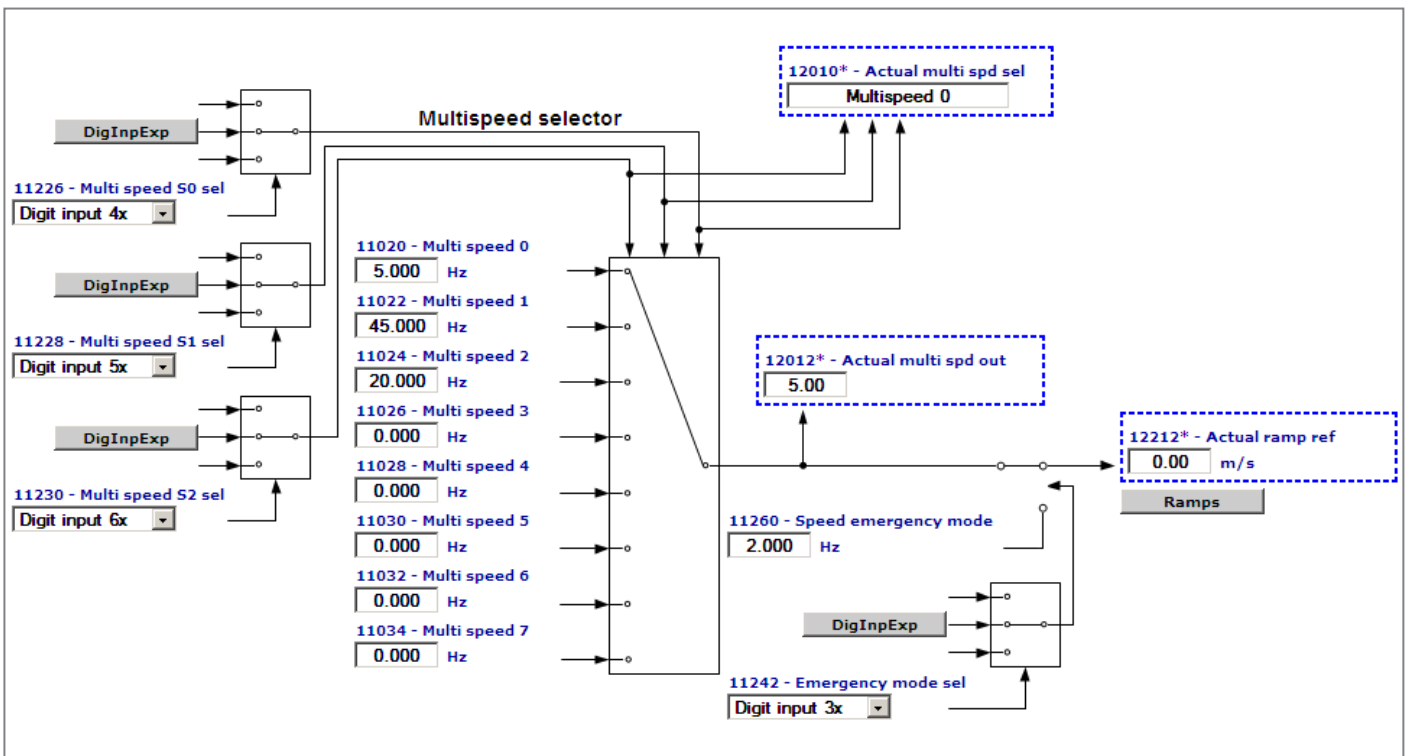 12010* - Actual multi spd sel
Multispeed 0
DigInpExp
Multispeed selector
11226 - Multi speed S0 sel
Digit input 4x
DigInpExp
11228 - Multi speed S1 sel
Digit input 5x
DigInpExp
11230 - Multi speed S2 sel
Digit input 6x
11020 - Multi speed 0
5.000 Hz
11022 - Multi speed 1
45.000 Hz
11024 - Multi speed 2
20.000 Hz
11026 - Multi speed 3
0.000 Hz
11028 - Multi speed 4
0.000 Hz
11030 - Multi speed 5
0.000 Hz
11032 - Multi speed 6
0.000 Hz
11034 - Multi speed 7
0.000 Hz
12012* - Actual multi spd out
5.00
12212* - Actual ramp ref
0.00 m/s
Ramps
11260 - Speed emergency mode
2.000 Hz
DigInpExp
11242 - Emergency mode sel
Digit input 3x